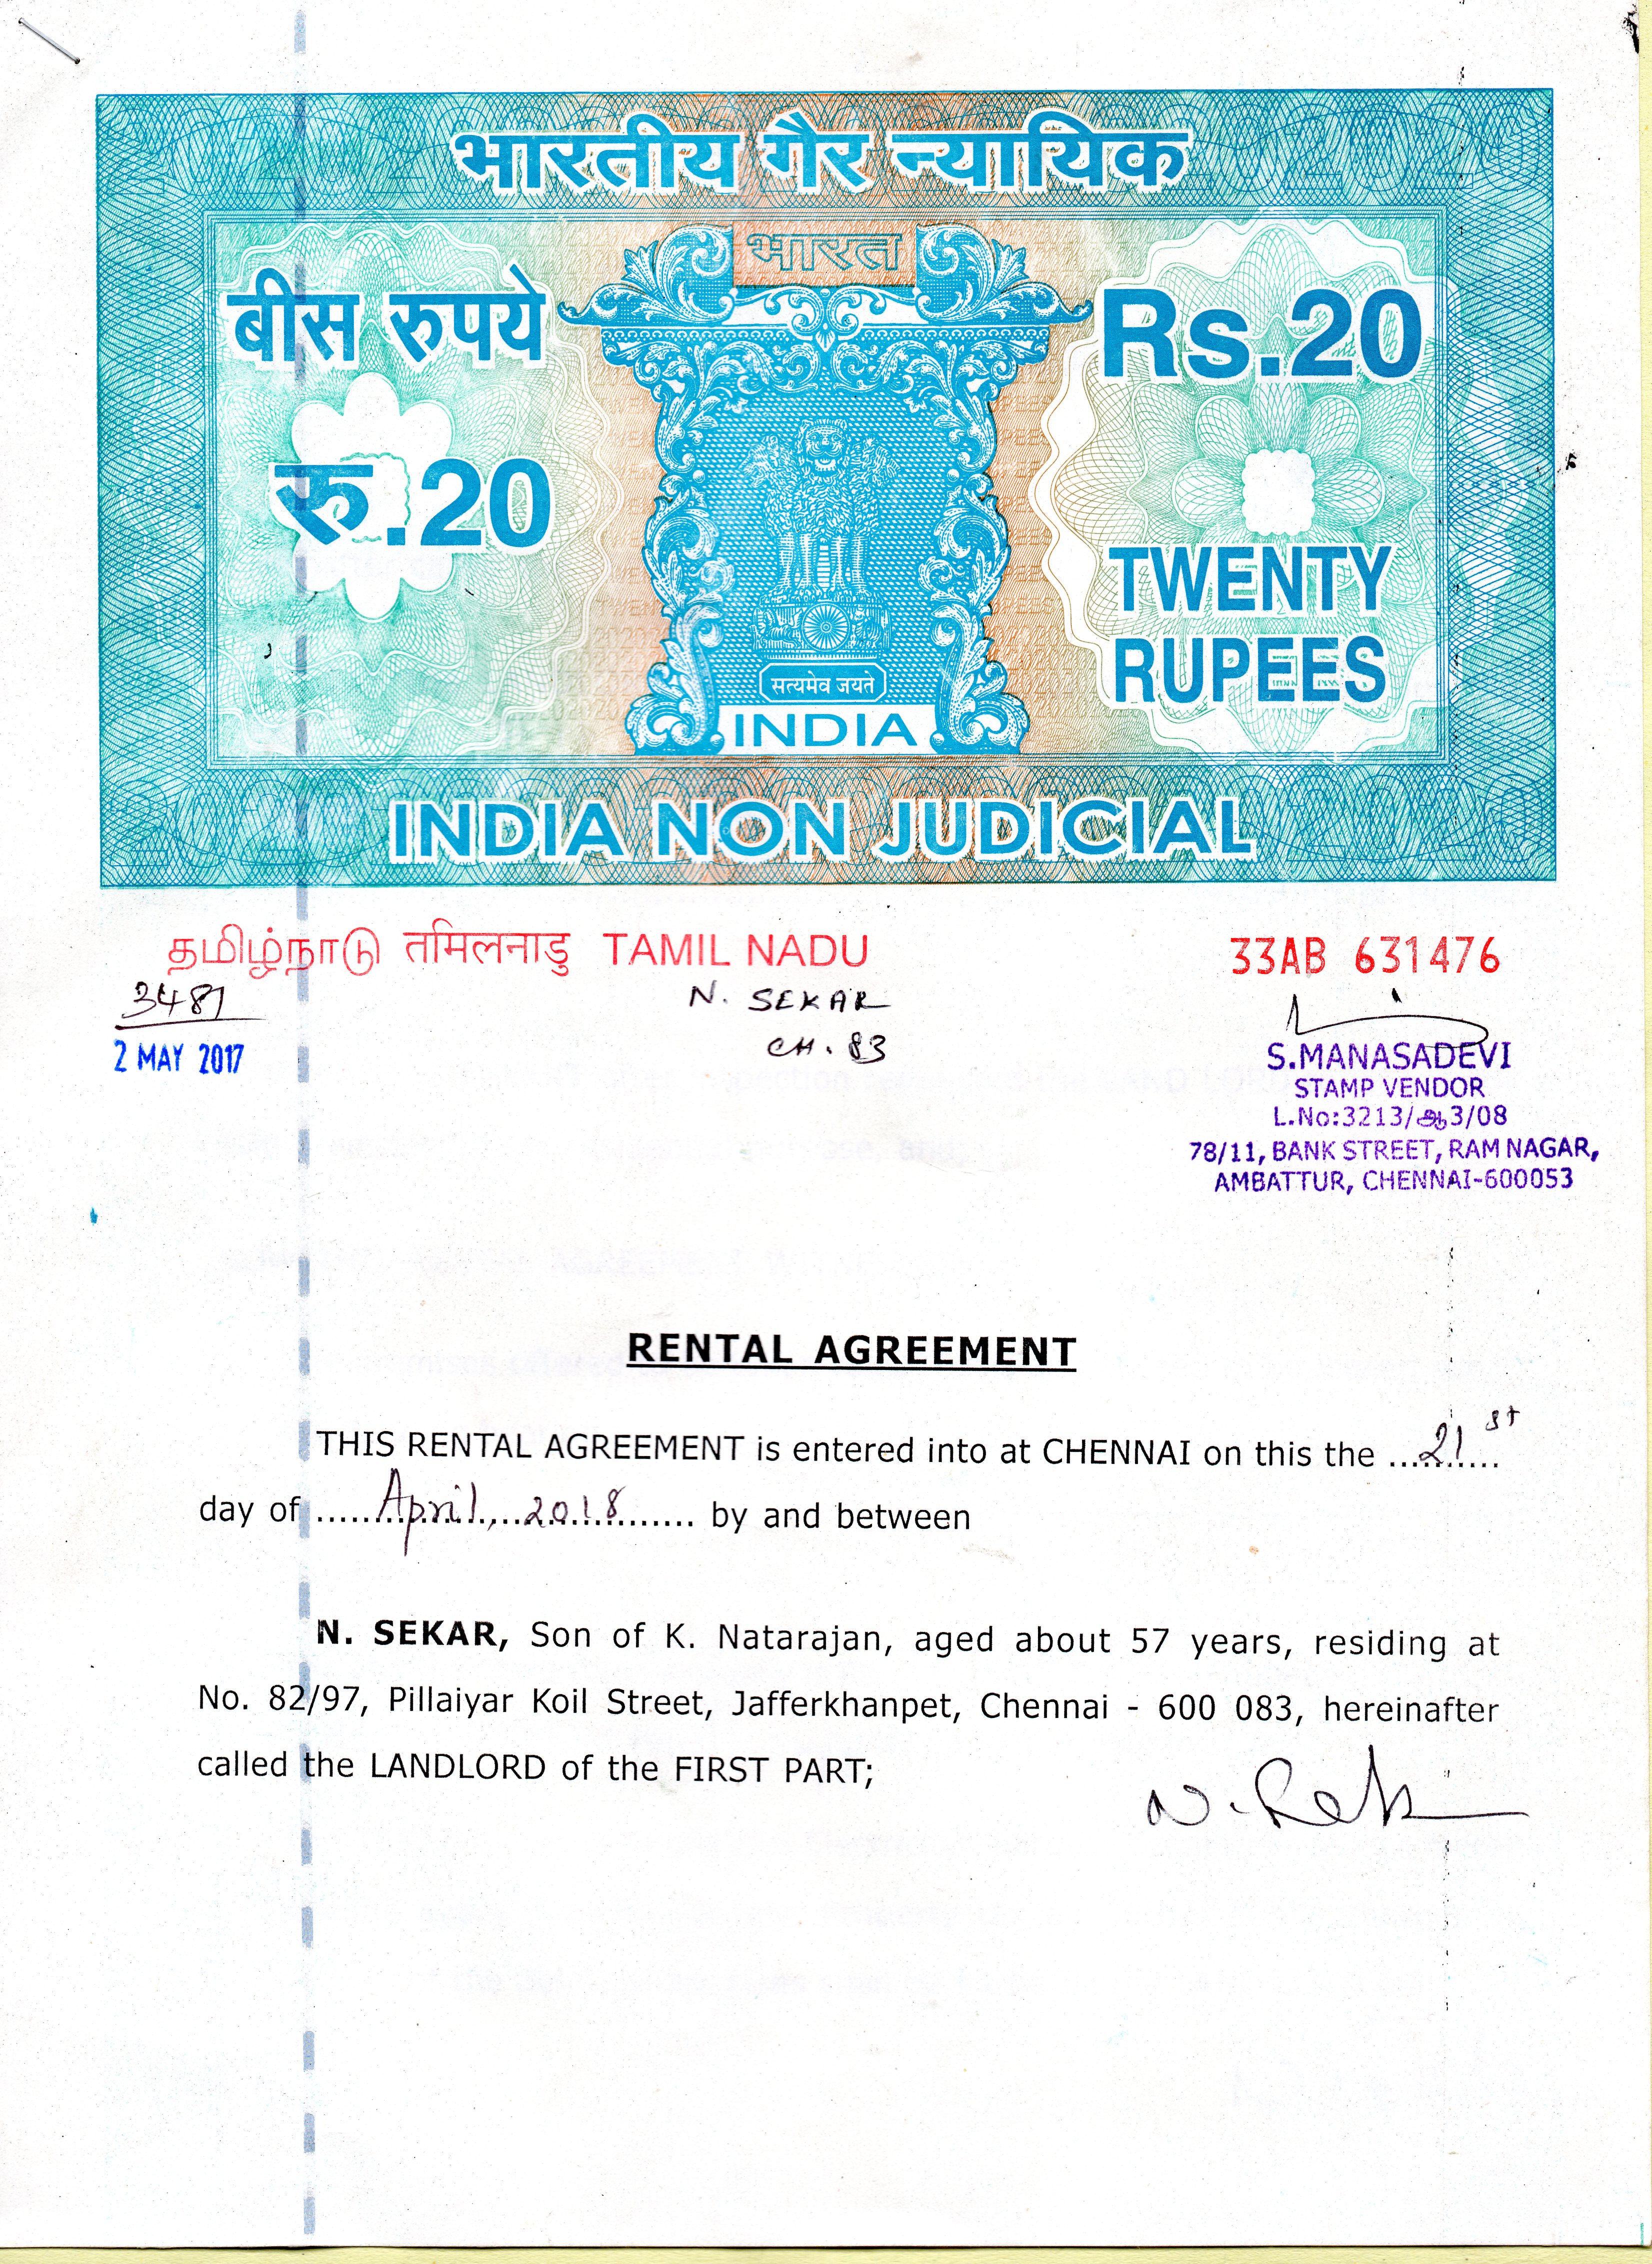 भारतीय गैर न्यायिक
भारत
बीस रुपये
Rs.20
रु.20
TWENTY
RUPEES
सत्यमेव जयते
INDIA
INDIA NON JUDICIAL
தமிழ்நாடு तमिलनाडु TAMIL NADU
33AB 631476
3481
N. SEKAR
2 MAY 2017
CH. 83
S.MANASADEVI
STAMP VENDOR
L.No:3213/ஆ3/08
78/11, BANK STREET, RAM NAGAR,
AMBATTUR, CHENNAI-600053
RENTAL AGREEMENT
THIS RENTAL AGREEMENT is entered into at CHENNAI on this the ...21st...
day of ......April, 2018...... by and between
N. SEKAR, Son of K. Natarajan, aged about 57 years, residing at
No. 82/97, Pillaiyar Koil Street, Jafferkhanpet, Chennai - 600 083, hereinafter
called the LANDLORD of the FIRST PART;